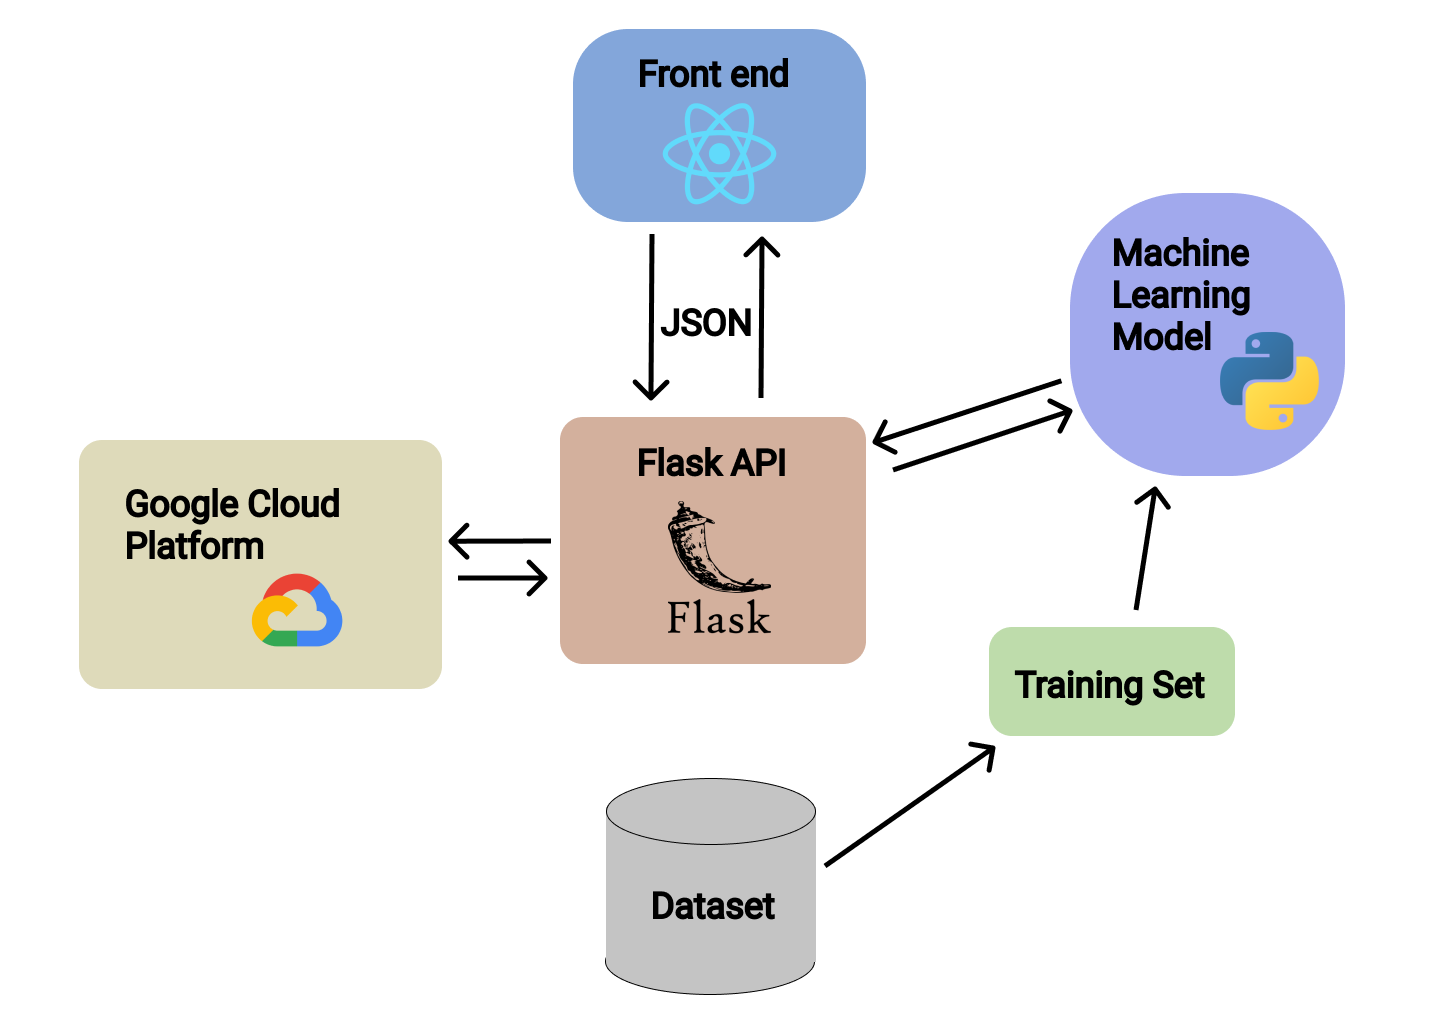 Front end
JSON
Machine
Learning
Model
Flask API
Flask
Google Cloud
Platform
Training Set
Dataset